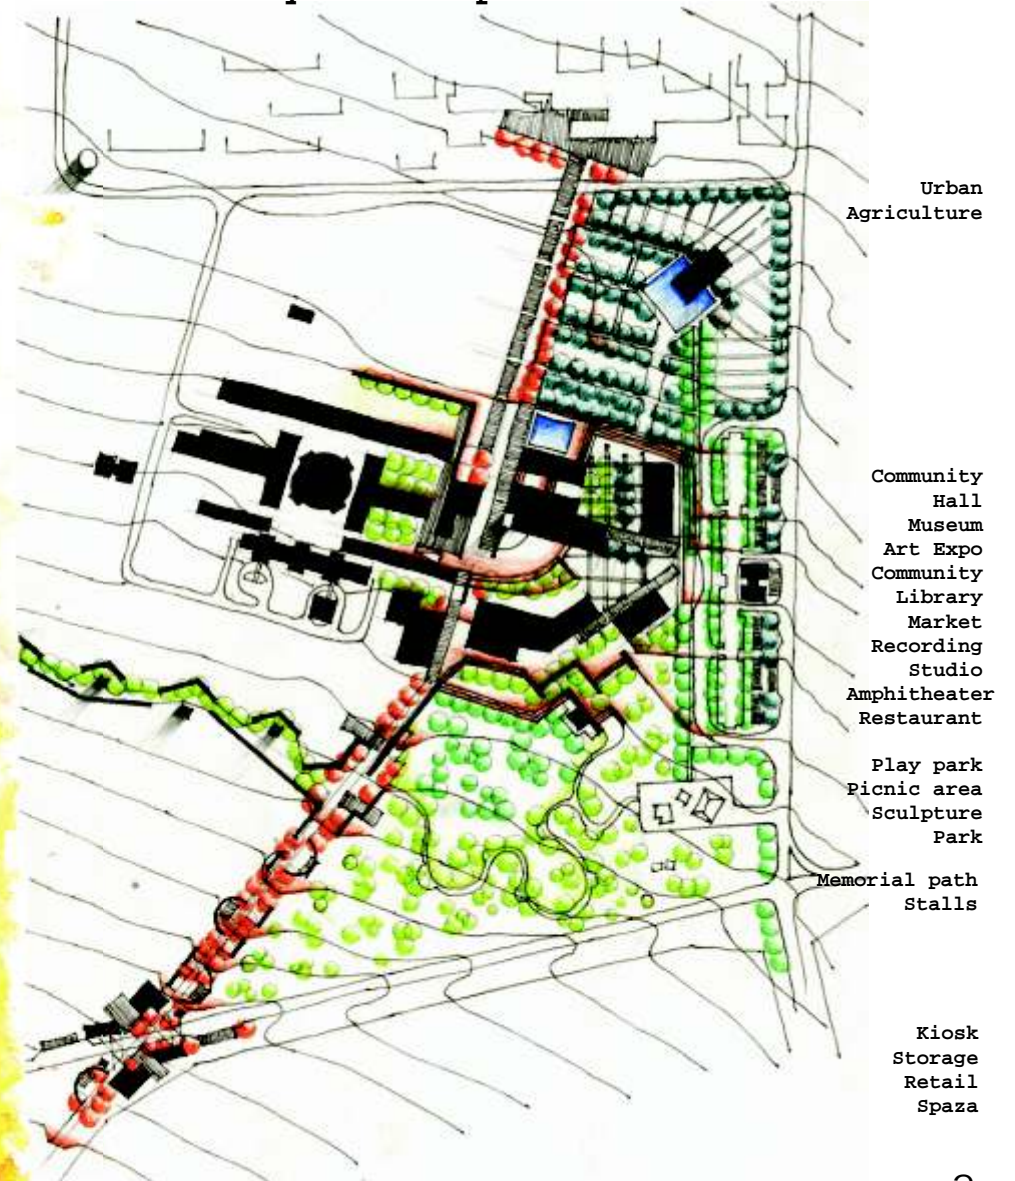 Urban
Agriculture
Community
Hall
Museum
Art Expo
Community
Library
Market
Recording
Studio
Amphitheater
Restaurant
Play park
Picnic area
Sculpture
Park
Memorial path
Stalls
Kiosk
Storage
Retail
Spaza